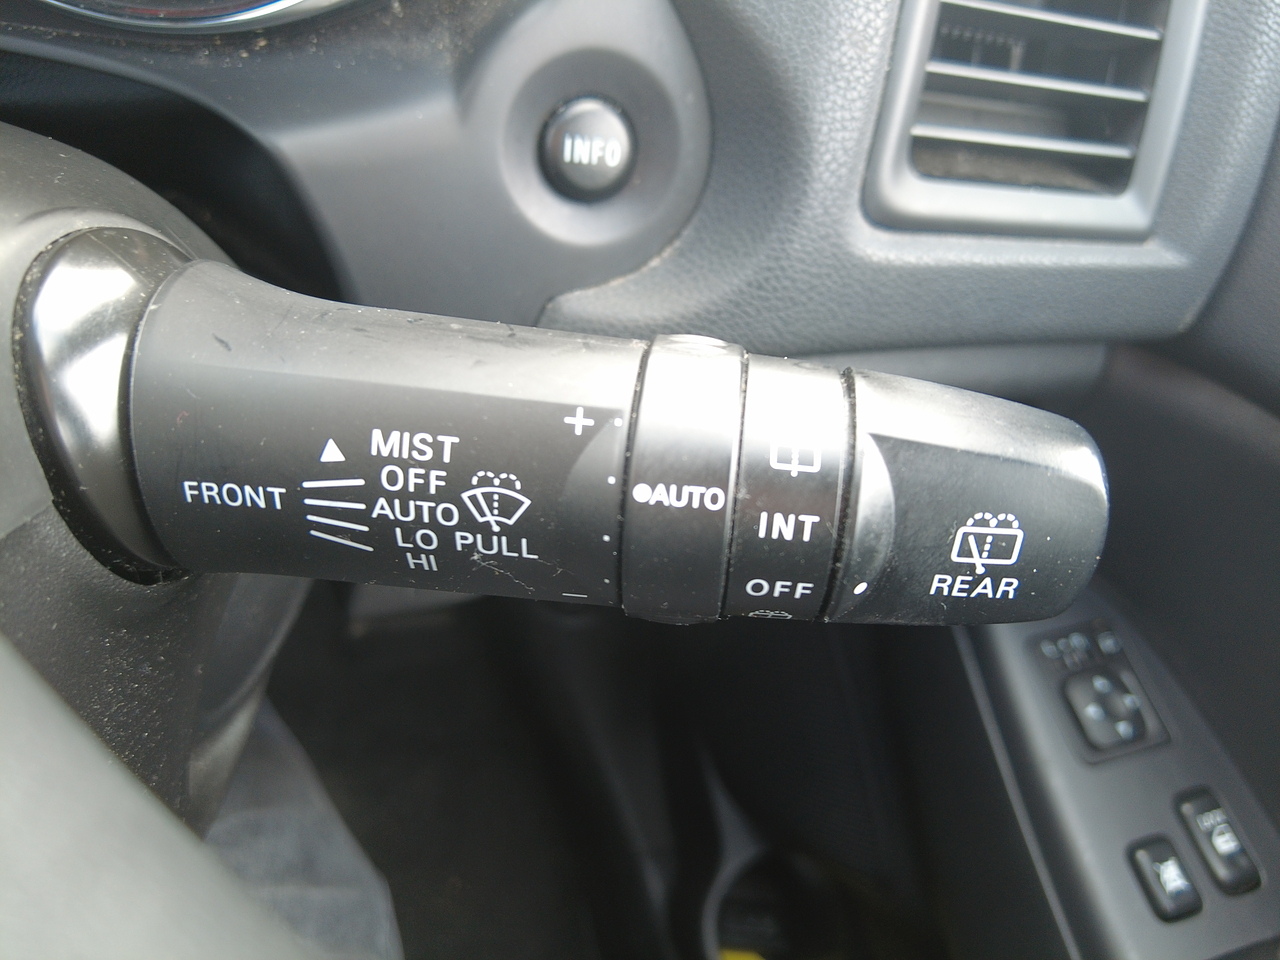 INFO
MIST
OFF
FRONT
AUTO
LO PULL
HI
+
AUTO
−
INT
OFF
REAR